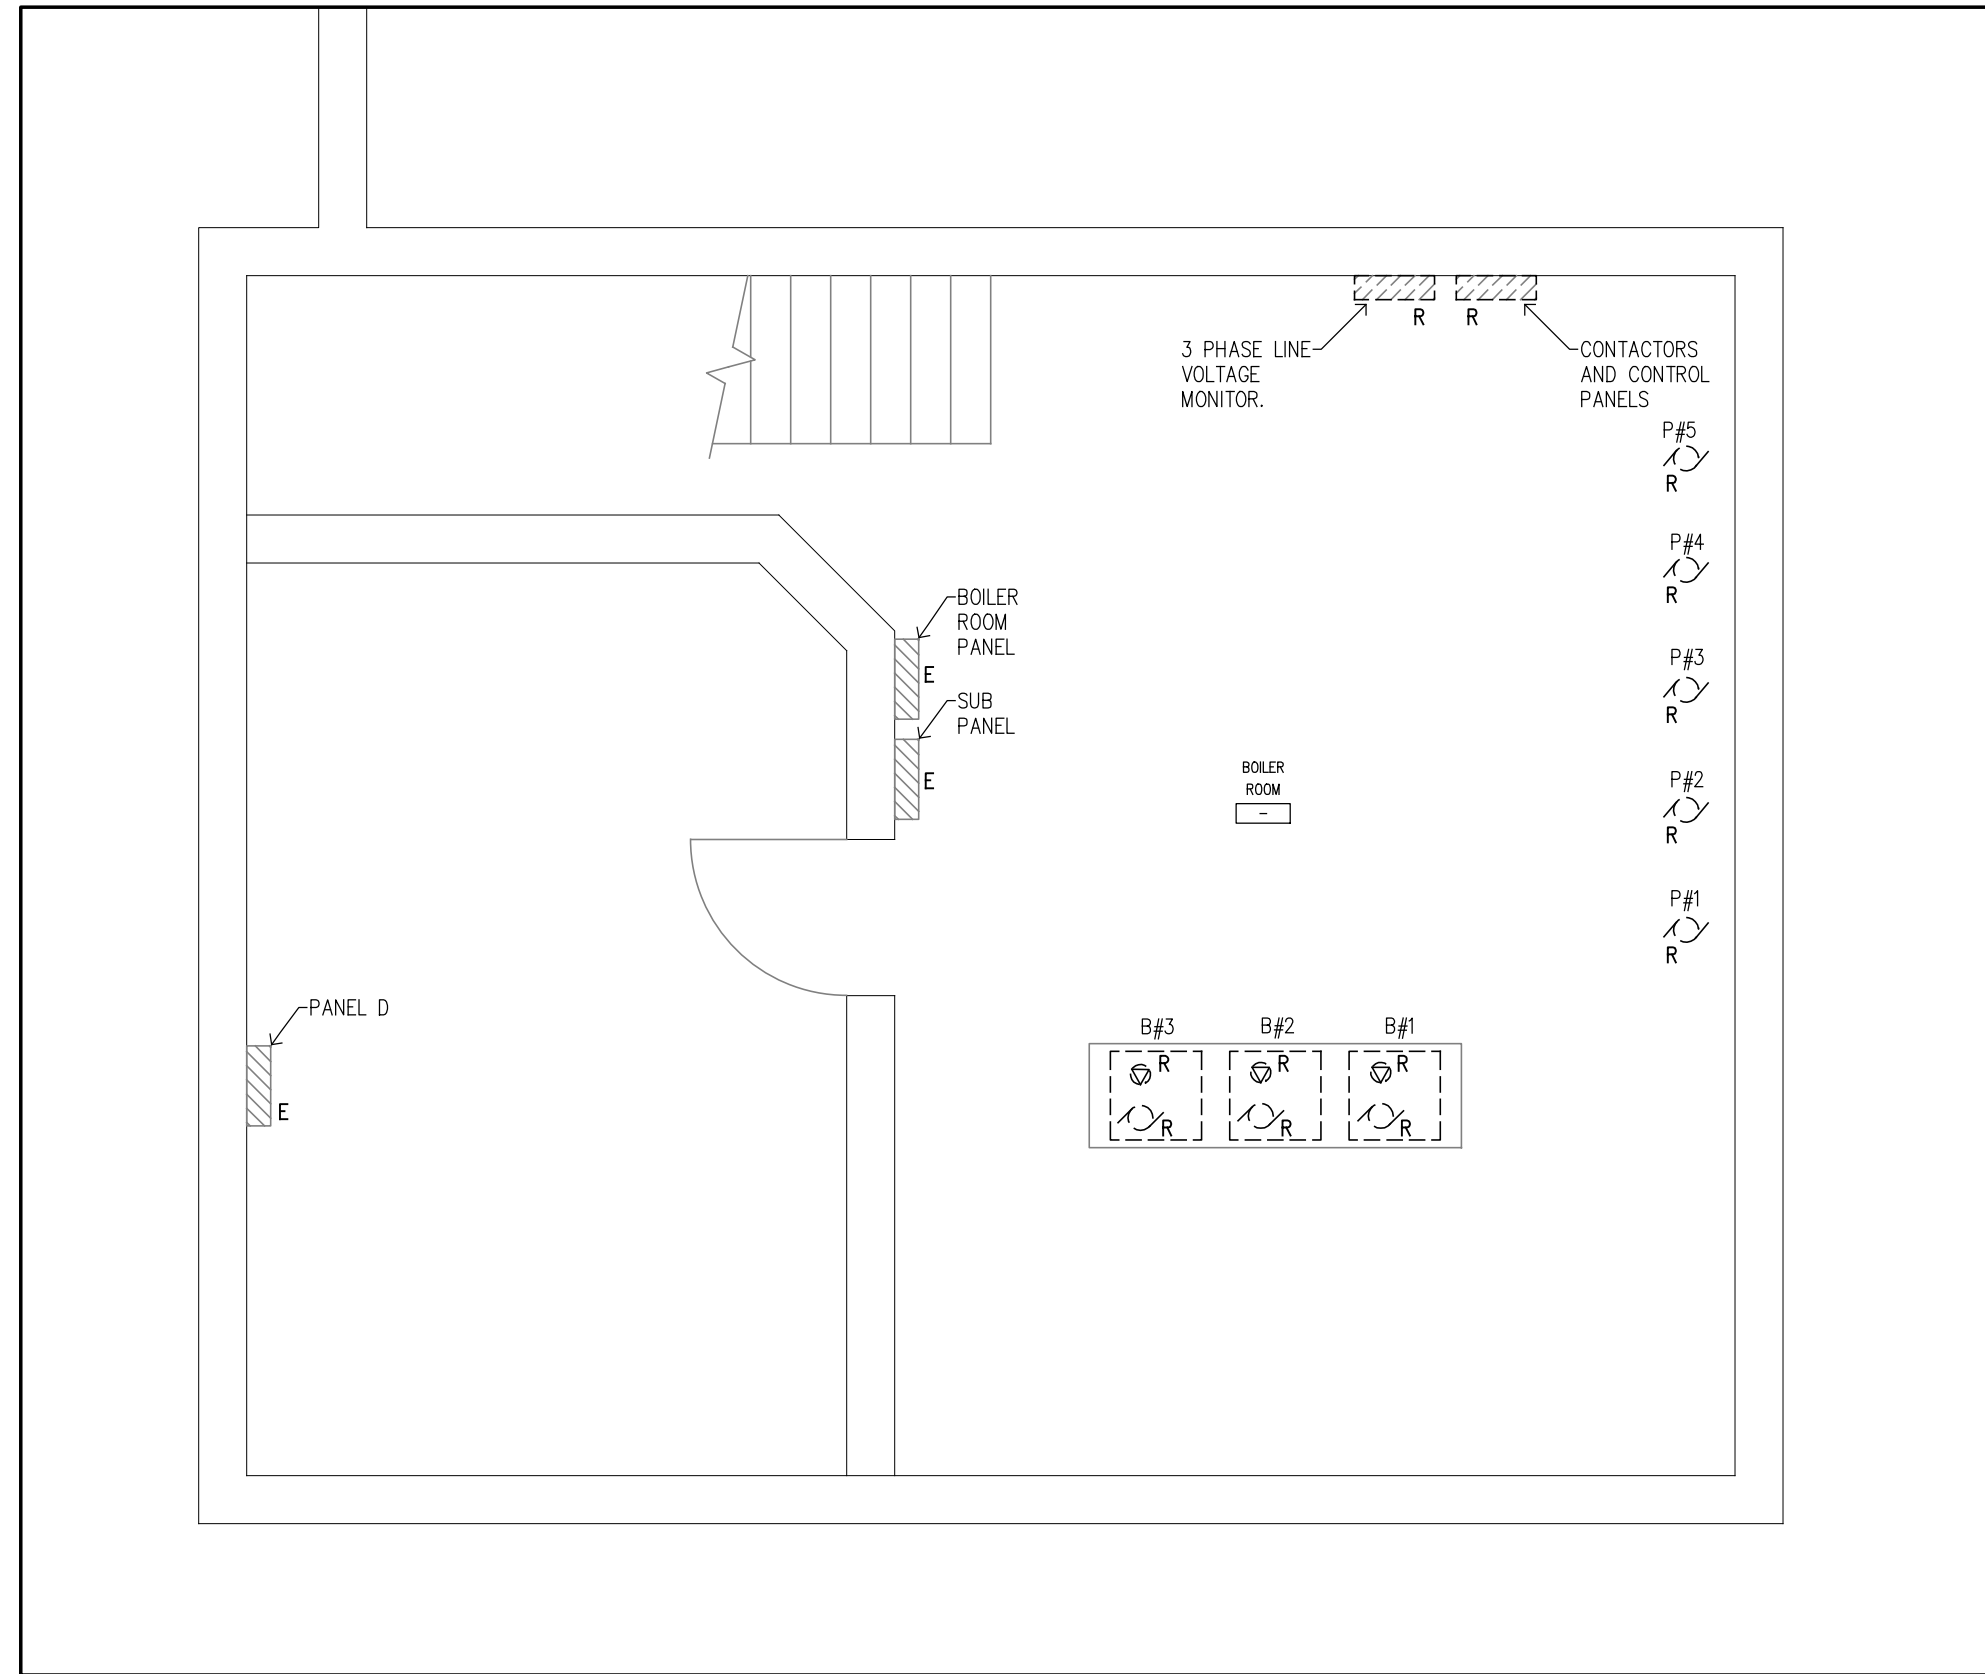 R R
3 PHASE LINE
VOLTAGE
MONITOR.
CONTACTORS
AND CONTROL
PANELS
P#5
R
P#4
R
BOILER
ROOM
PANEL
E
P#3
R
SUB
PANEL
E
BOILER
ROOM
-
P#2
R
P#1
R
PANEL D
E
B#3 B#2 B#1
R R R
R R R